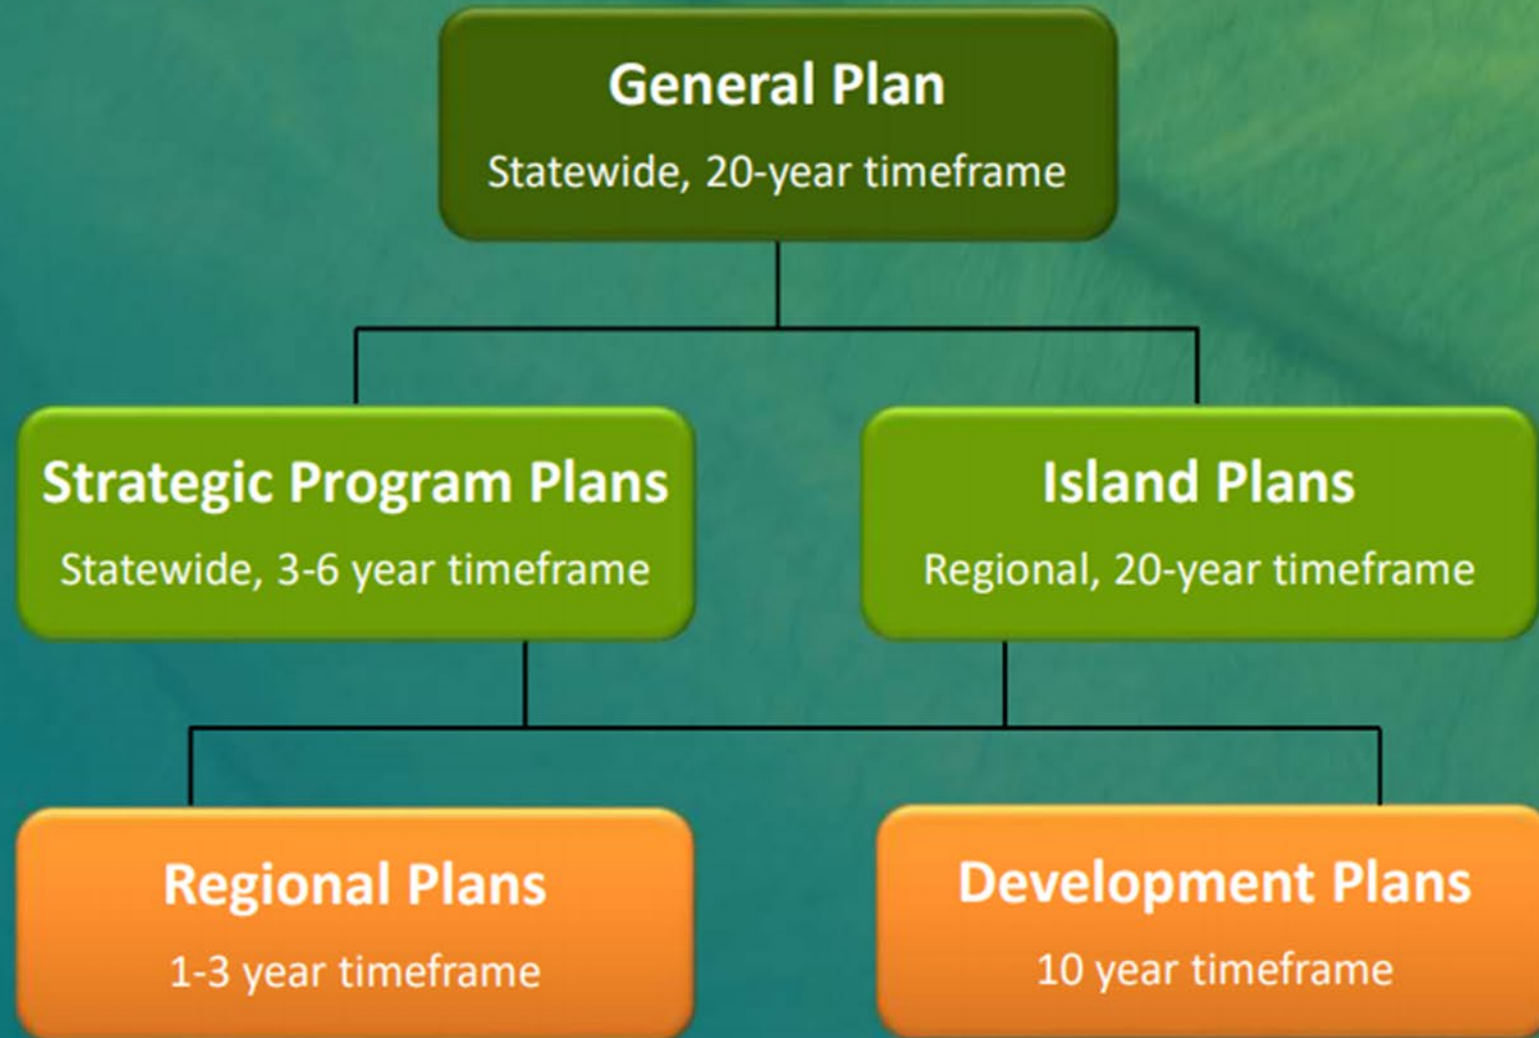 General Plan
Statewide, 20-year timeframe
Strategic Program Plans
Statewide, 3-6 year timeframe
Island Plans
Regional, 20-year timeframe
Regional Plans
1-3 year timeframe
Development Plans
10 year timeframe